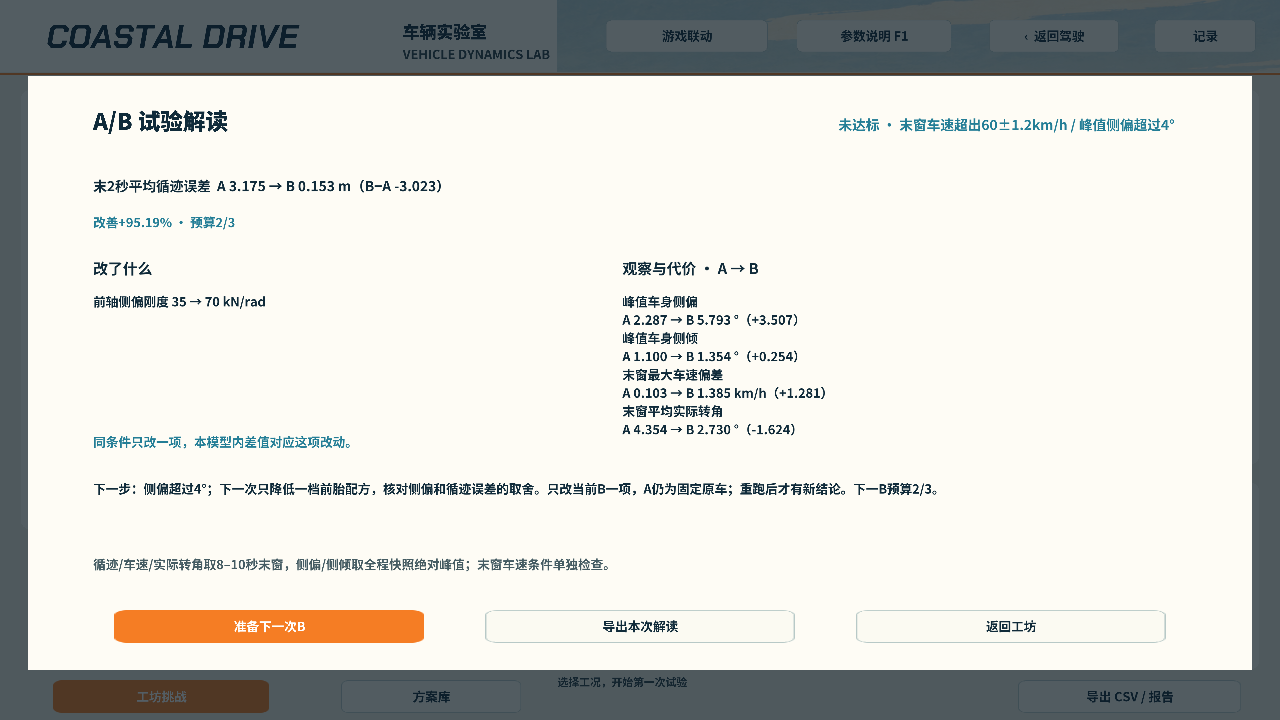 COASTAL DRIVE
车辆实验室
VEHICLE DYNAMICS LAB
游戏联动
参数说明 F1
‹ 返回驾驶
记录
A/B 试验解读
未达标 · 末窗车速超出60±1.2km/h / 峰值侧偏超过4°
末2秒平均循迹误差 A 3.175 → B 0.153 m（B−A -3.023）
改善+95.19% · 预算2/3
改了什么
前轴侧偏刚度 35 → 70 kN/rad
同条件只改一项，本模型内差值对应这项改动。
观察与代价 · A → B
峰值车身侧偏
A 2.287 → B 5.793 °（+3.507）
峰值车身侧倾
A 1.100 → B 1.354 °（+0.254）
末窗最大车速偏差
A 0.103 → B 1.385 km/h（+1.281）
末窗平均实际转角
A 4.354 → B 2.730 °（-1.624）
下一步：侧偏超过4°；下一次只降低一档前胎配方，核对侧偏和循迹误差的取舍。只改当前B一项，A仍为固定原车；重跑后才有新结论。下一B预算2/3。
循迹/车速/实际转角取8–10秒末窗，侧偏/侧倾取全程快照绝对峰值；末窗车速条件单独检查。
准备下一次B
导出本次解读
返回工坊
工坊挑战
方案库
选择工况，开始第一次试验
导出 CSV / 报告